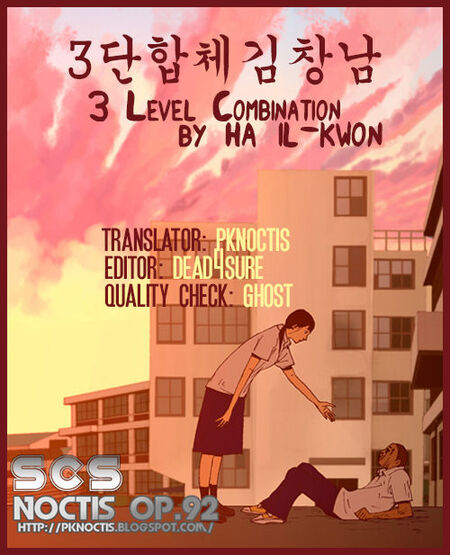 3단합체김창남
3 LEVEL COMBINATION
BY HA IL-KWON
TRANSLATOR: PKNOCTIS
EDITOR: DEAD4SURE
QUALITY CHECK: GHOST
SCS
NOCTIS OP.92
HTTP://PKNOCTIS.BLOGSPOT.COM/